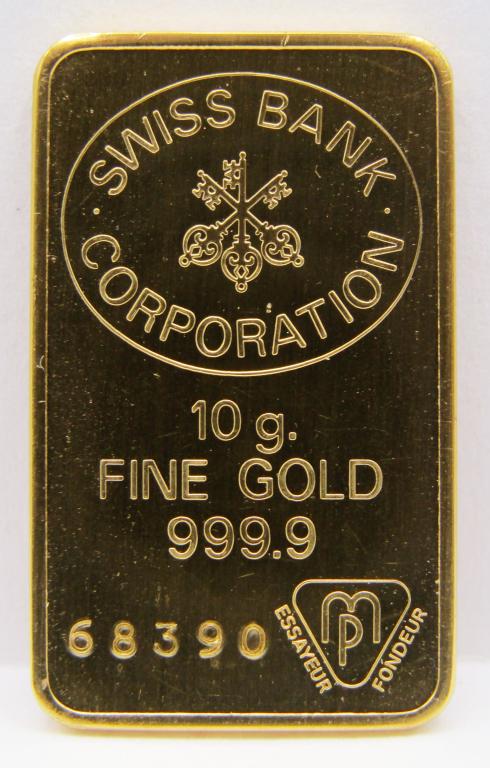 · SWISS BANK ·
CORPORATION
10 g.
FINE GOLD
999.9
68390
MP
ESSAYEUR
FONDEUR